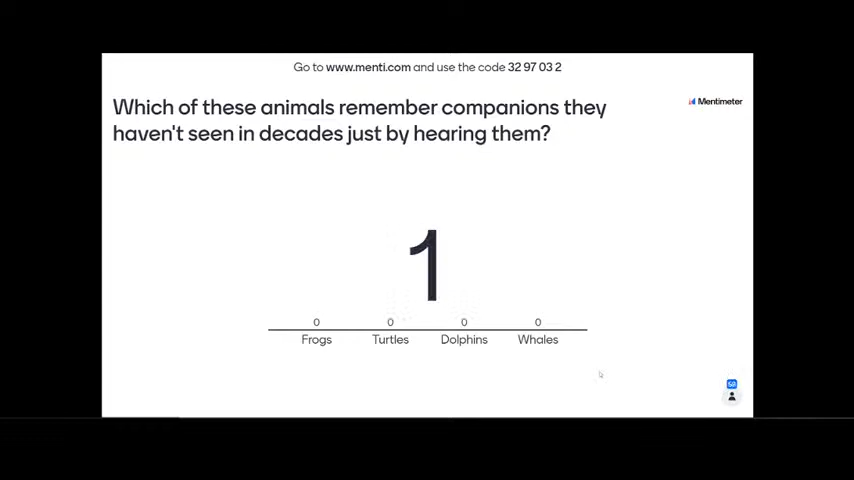 Go to www.menti.com and use the code 32 97 03 2
Mentimeter
Which of these animals remember companions they
haven't seen in decades just by hearing them?
1
0 0 0 0
Frogs Turtles Dolphins Whales
58